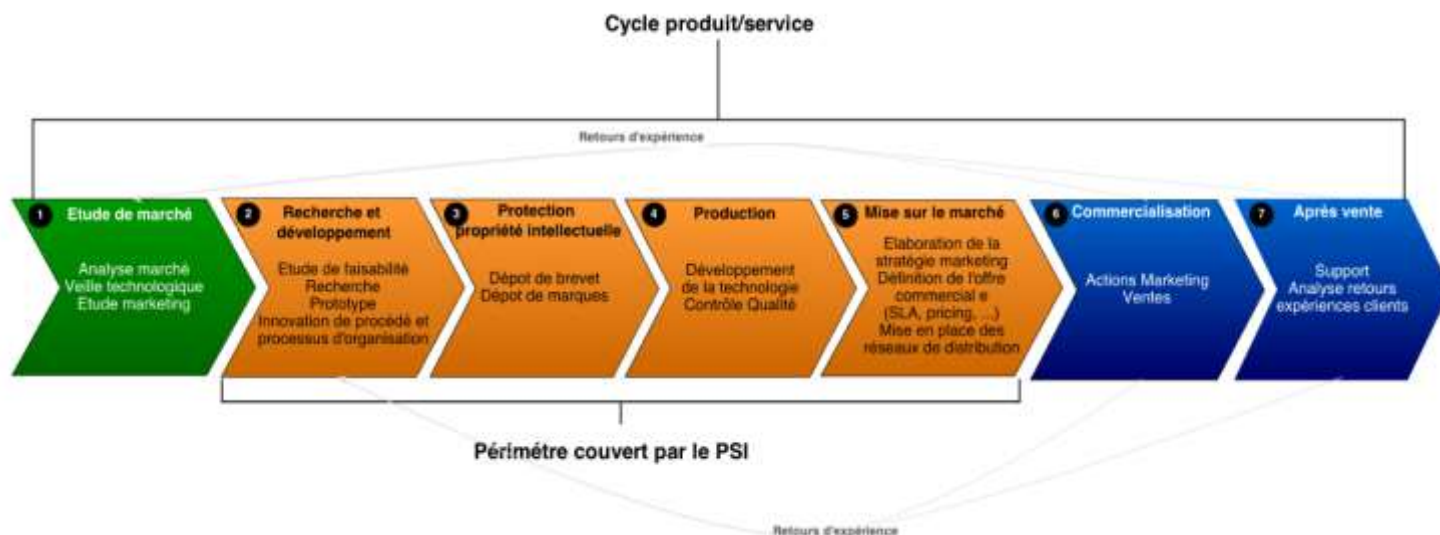 Cycle produit/service
Retours d'expérience
1 Etude de marché
Analyse marché
Veille technologique
Etude marketing
2 Recherche et
développement
Etude de faisabilité
Recherche
Prototype
Innovation de procédé et
processus d'organisation
3 Protection
propriété intellectuelle
Dépot de brevet
Dépot de marques
4 Production
Développement
de la technologie
Contrôle Qualité
5 Mise sur le marché
Elaboration de la
stratégie marketing
Définition de l'offre
commercial e
(SLA, pricing, ...)
Mise en place des
réseaux de distribution
6 Commercialisation
Actions Marketing
Ventes
7 Après vente
Support
Analyse retours
expériences clients
Périmétre couvert par le PSI
Retours d'expérience